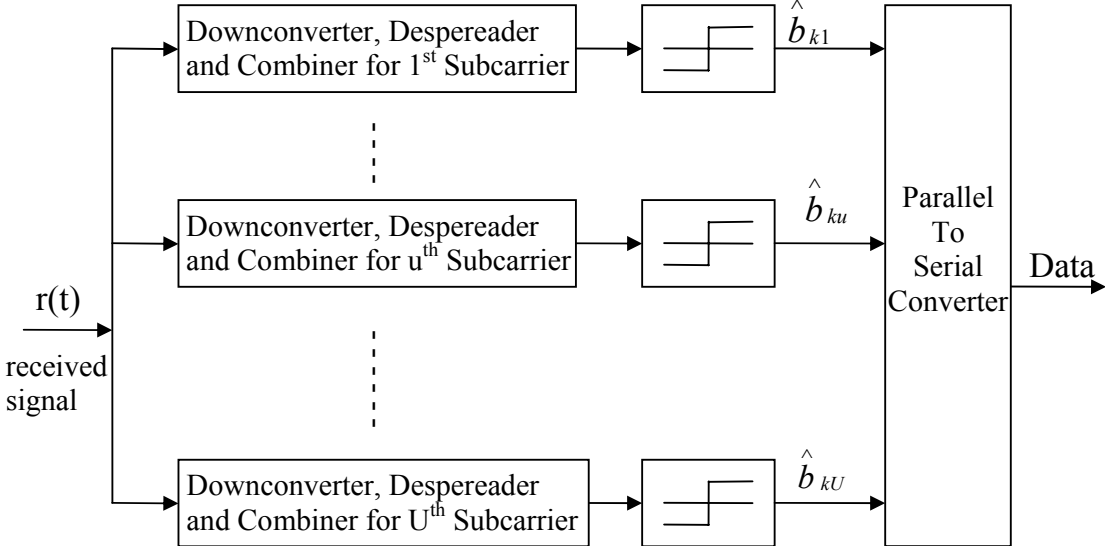 Downconverter, Despereader
and Combiner for 1st Subcarrier
b̂k1
Downconverter, Despereader
and Combiner for uth Subcarrier
b̂ku
Parallel
To
Serial
Converter
Data
r(t)
received
signal
Downconverter, Despereader
and Combiner for Uth Subcarrier
b̂kU